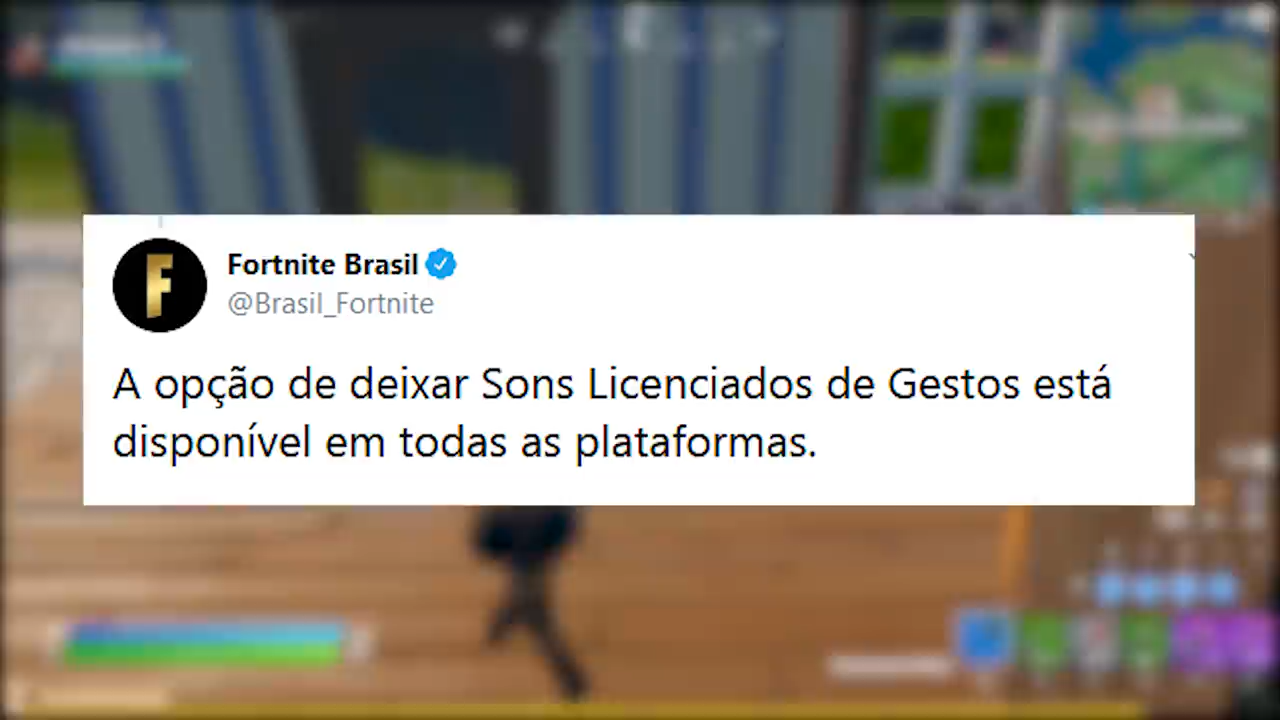 Fortnite Brasil
@Brasil_Fortnite
A opção de deixar Sons Licenciados de Gestos está
disponível em todas as plataformas.